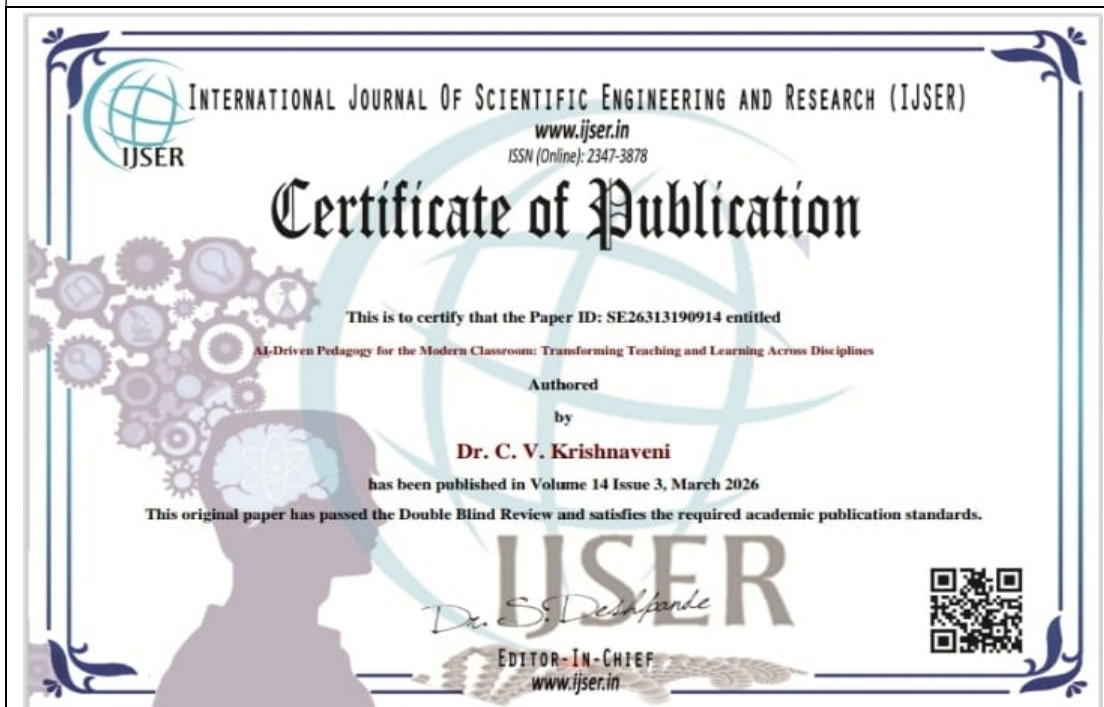 IJSER
INTERNATIONAL JOURNAL OF SCIENTIFIC ENGINEERING AND RESEARCH (IJSER)
www.ijser.in
ISSN (Online): 2347-3878
Certificate of Publication
This is to certify that the Paper ID: SE26313190914 entitled
AI-Driven Pedagogy for the Modern Classroom: Transforming Teaching and Learning Across Disciplines
Authored
by
Dr. C. V. Krishnaveni
has been published in Volume 14 Issue 3, March 2026
This original paper has passed the Double Blind Review and satisfies the required academic publication standards.
IJSER
Dr. S. Deshpande
EDITOR-IN-CHIEF
www.ijser.in